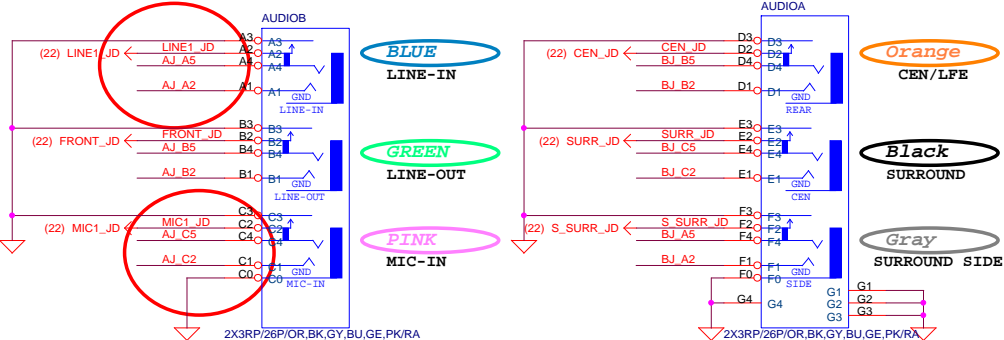 AUDIOB
A3 A3
(22) LINE1_JD LINE1_JD A2 A2 BLUE
AJ_A5 A4 A4 LINE-IN
AJ_A2 A1 A1 GND
LINE-IN
B3 B3
(22) FRONT_JD FRONT_JD B2 B2 GREEN
AJ_B5 B4 B4 LINE-OUT
AJ_B2 B1 B1 GND
LINE-OUT
C3 C3
(22) MIC1_JD MIC1_JD C2 C2 PINK
AJ_C5 C4 C4 MIC-IN
AJ_C2 C1 C1 GND
C0 C0 MIC-IN
2X3RP/26P/OR,BK,GY,BU,GE,PK/RA
AUDIOA
D3 D3
(22) CEN_JD CEN_JD D2 D2 Orange
BJ_B5 D4 D4 CEN/LFE
BJ_B2 D1 D1 GND
REAR
E3 E3
(22) SURR_JD SURR_JD E2 E2 Black
BJ_C5 E4 E4 SURROUND
BJ_C2 E1 E1 GND
CEN
F3 F3
(22) S_SURR_JD S_SURR_JD F2 F2 Gray
BJ_A5 F4 F4 SURROUND SIDE
BJ_A2 F1 F1 GND
F0 F0 SIDE
G1 G1
G4 G4 G2 G2
G3 G3
2X3RP/26P/OR,BK,GY,BU,GE,PK/RA